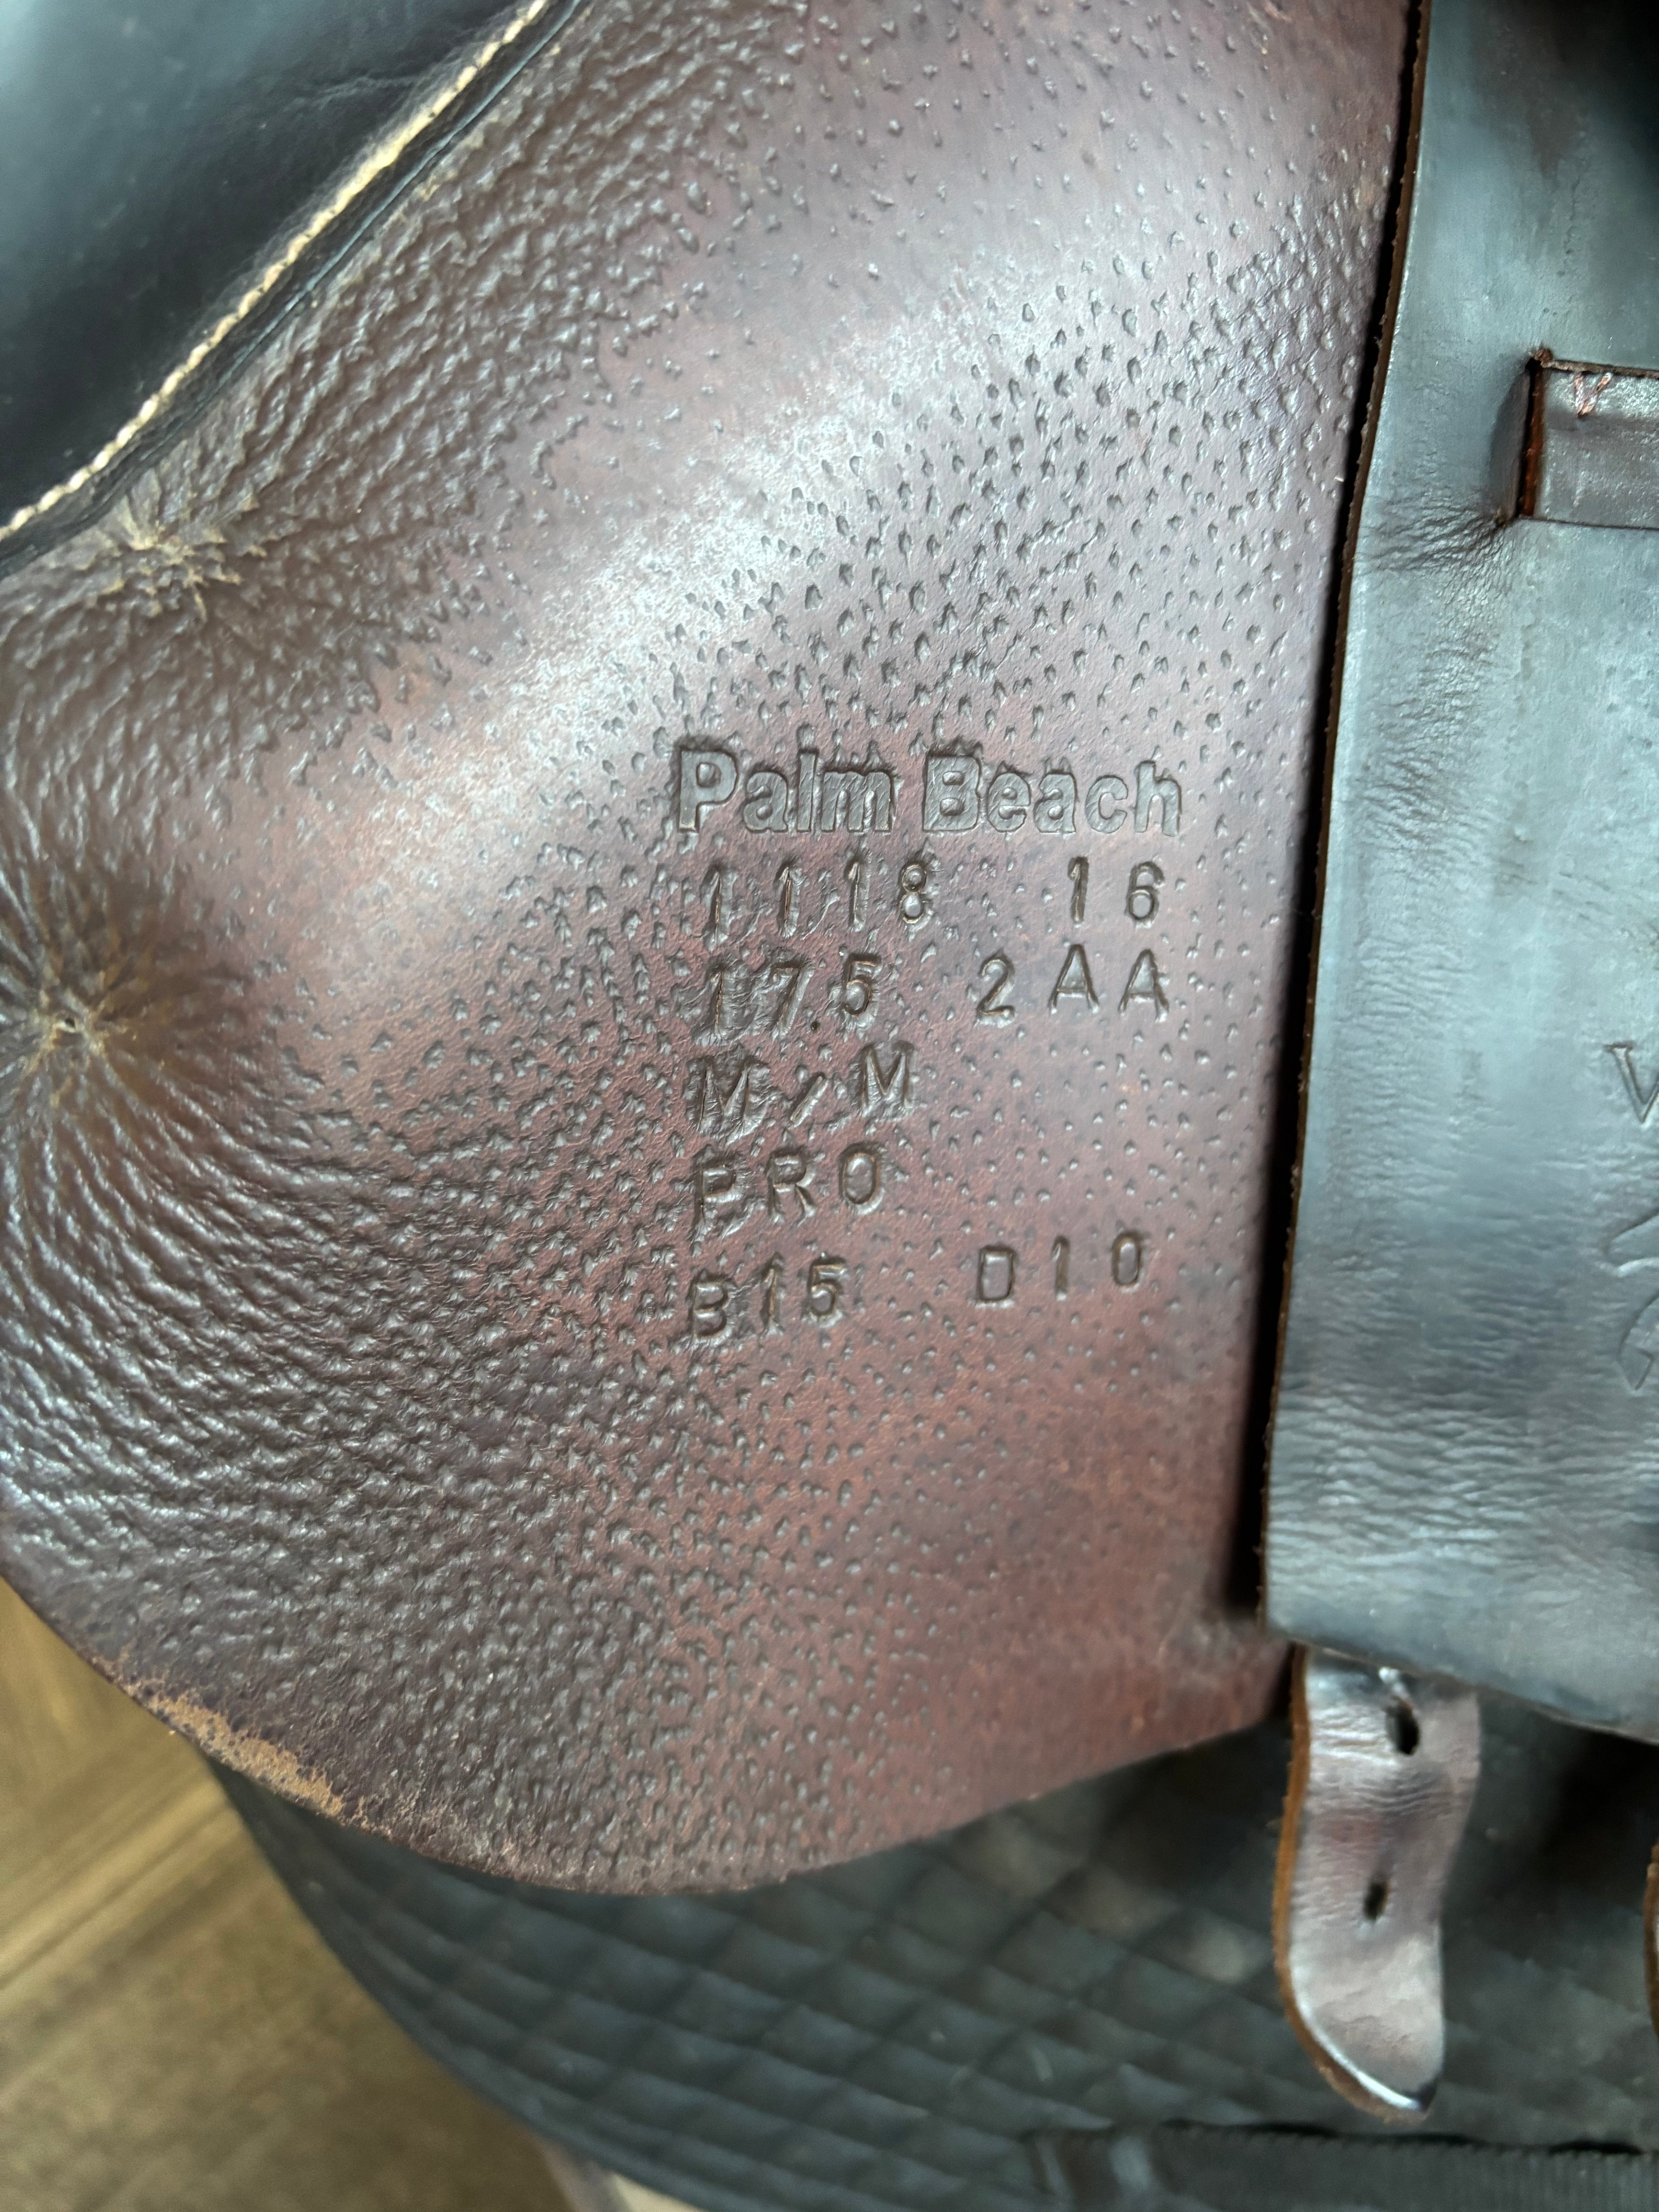 Palm Beach
1118 16
17.5 2AA
M/M
PRO
B15 D10